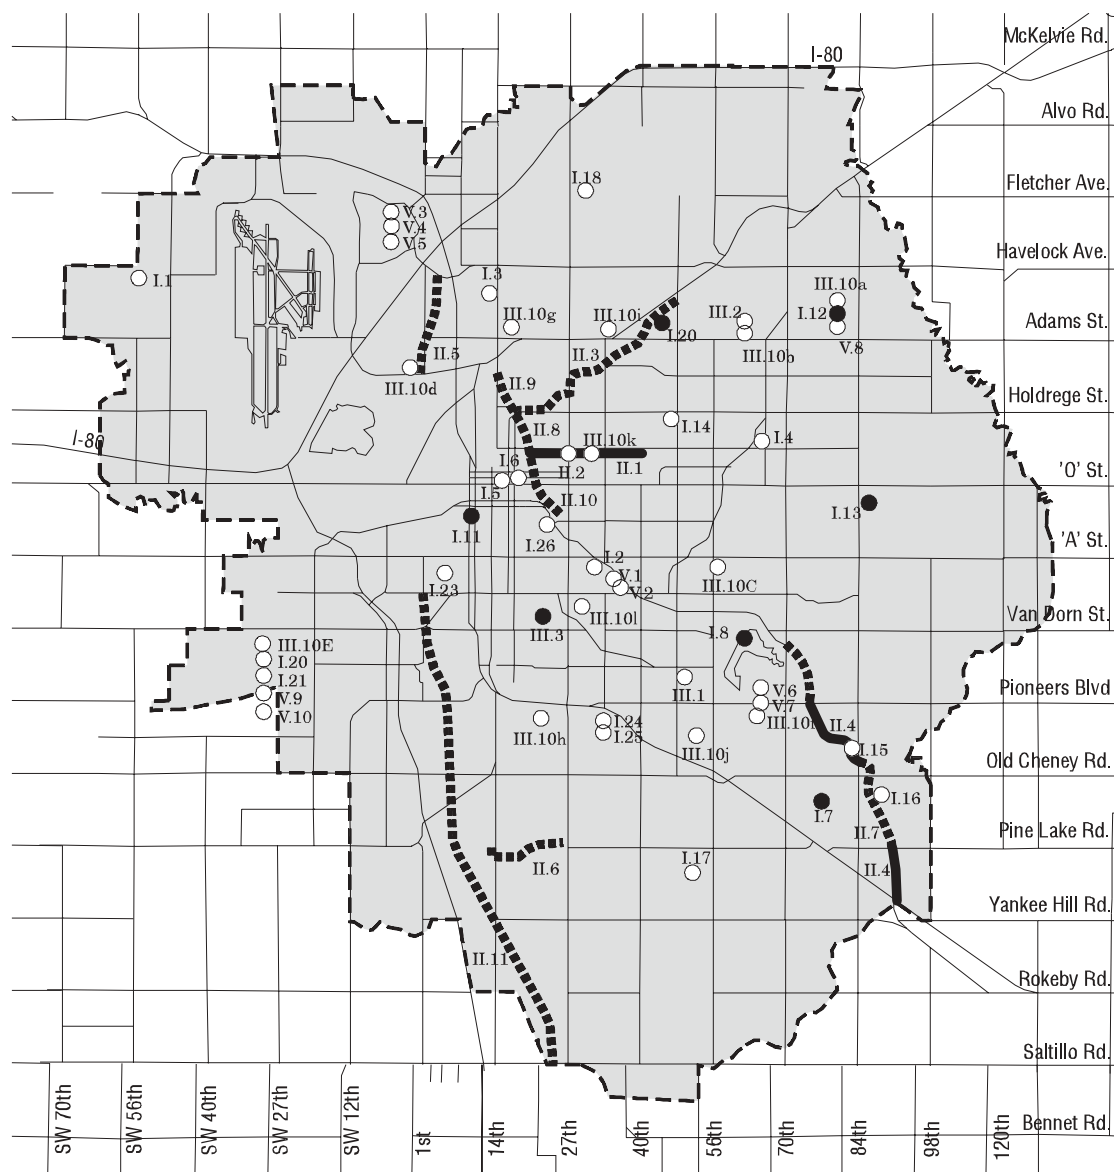 McKelvie Rd.
I-80
Alvo Rd.
I.18
Fletcher Ave.
V.3
V.4
V.5
Havelock Ave.
I.1
I.3
III.10a
III.10g
III.10i
III.2
I.12
Adams St.
I.20
V.8
II.5
II.3
III.10b
III.10d
II.9
Holdrege St.
I.14
II.8
III.10k
I.4
I-80
I.6
II.2
II.1
'O' St.
I.5
II.10
I.13
I.11
I.26
'A' St.
I.2
I.23
V.1
V.2
III.10C
III.10l
Van Dorn St.
III.3
I.8
III.10E
I.20
I.21
III.1
V.6
Pioneers Blvd
V.9
V.7
V.10
III.10h
I.24
I.25
III.10j
II.4
I.15
Old Cheney Rd.
I.7
I.16
II.7
Pine Lake Rd.
II.6
I.17
II.4
Yankee Hill Rd.
II.11
Rokeby Rd.
Saltillo Rd.
SW 70th
SW 56th
SW 40th
SW 27th
SW 12th
1st
14th
27th
40th
56th
70th
84th
98th
120th
Bennet Rd.